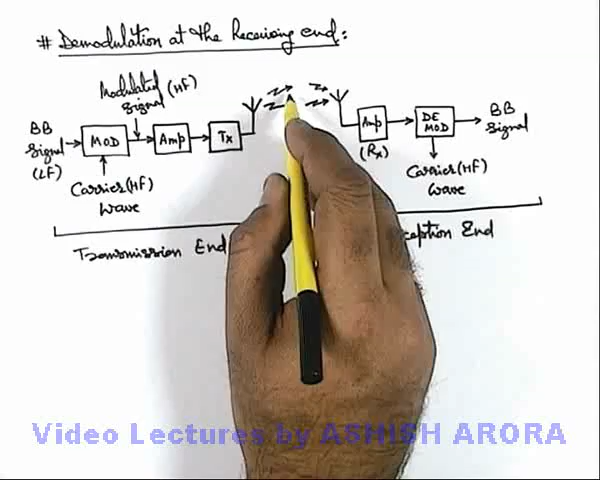 # Demodulation at the Receiving end:
Modulated (HF)
Signal
BB
Signal
(LF)
MOD
Amp
Tx
Carrier (HF)
Wave
Amp
(Rx)
DE
MOD
BB
Signal
Carrier (HF)
Wave
Transmission End
ception End
Video Lectures by ASHISH ARORA